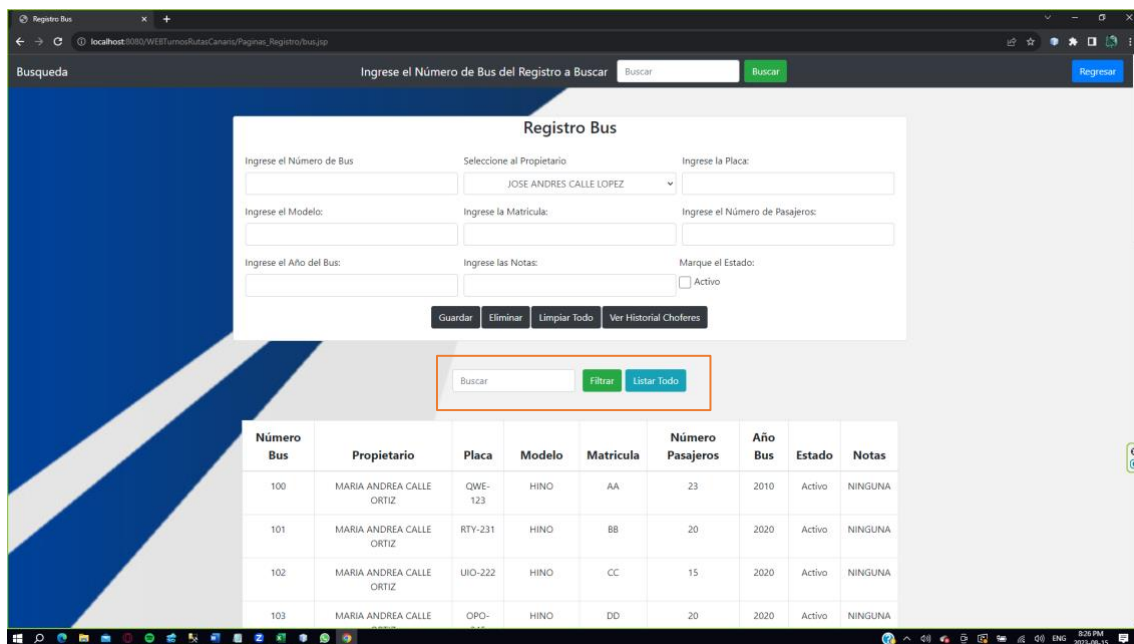 Registro Bus
localhost:8080/WEBTurnosRutasCanaris/Paginas_Registro/bus.jsp
Busqueda Ingrese el Número de Bus del Registro a Buscar Buscar Buscar Regresar
Registro Bus
Ingrese el Número de Bus Seleccione al Propietario Ingrese la Placa:
JOSE ANDRES CALLE LOPEZ
Ingrese el Modelo: Ingrese la Matricula: Ingrese el Número de Pasajeros:
Ingrese el Año del Bus: Ingrese las Notas: Marque el Estado:
Activo
Guardar Eliminar Limpiar Todo Ver Historial Choferes
Buscar Filtrar Listar Todo
Número Bus Propietario Placa Modelo Matricula Número Pasajeros Año Bus Estado Notas
100 MARIA ANDREA CALLE ORTIZ QWE-123 HINO AA 23 2010 Activo NINGUNA
101 MARIA ANDREA CALLE ORTIZ RTY-231 HINO BB 20 2020 Activo NINGUNA
102 MARIA ANDREA CALLE ORTIZ UIO-222 HINO CC 15 2020 Activo NINGUNA
103 MARIA ANDREA CALLE OPO- HINO DD 20 2020 Activo NINGUNA
ENG 8:26 PM
2023-08-15